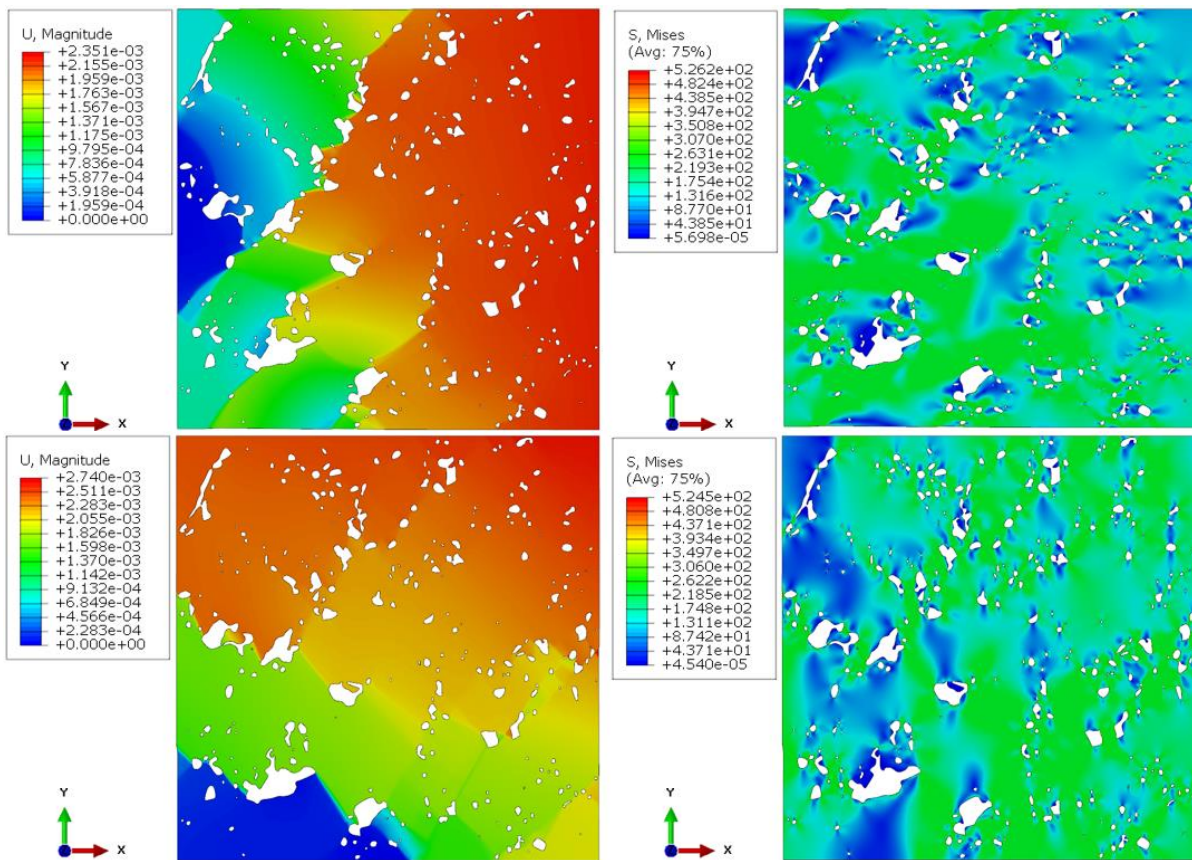 U, Magnitude
+2.351e-03
+2.155e-03
+1.959e-03
+1.763e-03
+1.567e-03
+1.371e-03
+1.175e-03
+9.795e-04
+7.836e-04
+5.877e-04
+3.918e-04
+1.959e-04
+0.000e+00
Y
X
S, Mises
(Avg: 75%)
+5.262e+02
+4.824e+02
+4.385e+02
+3.947e+02
+3.508e+02
+3.070e+02
+2.631e+02
+2.193e+02
+1.754e+02
+1.316e+02
+8.770e+01
+4.385e+01
+5.698e-05
Y
X
U, Magnitude
+2.740e-03
+2.511e-03
+2.283e-03
+2.055e-03
+1.826e-03
+1.598e-03
+1.370e-03
+1.142e-03
+9.132e-04
+6.849e-04
+4.566e-04
+2.283e-04
+0.000e+00
Y
X
S, Mises
(Avg: 75%)
+5.245e+02
+4.808e+02
+4.371e+02
+3.934e+02
+3.497e+02
+3.060e+02
+2.622e+02
+2.185e+02
+1.748e+02
+1.311e+02
+8.742e+01
+4.371e+01
+4.540e-05
Y
X